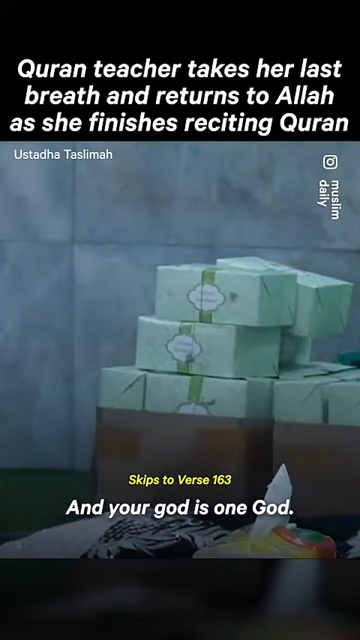 Quran teacher takes her last
breath and returns to Allah
as she finishes reciting Quran
Ustadha Taslimah
muslim
daily
Skips to Verse 163
And your god is one God.